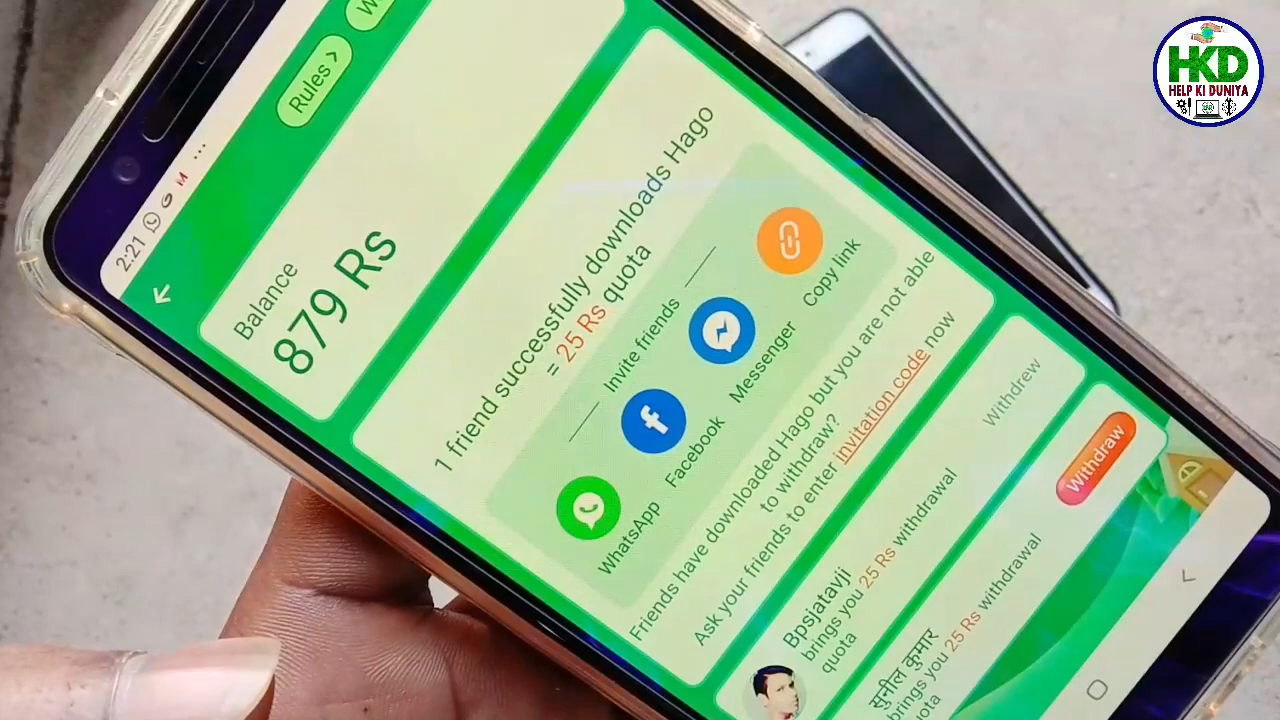 HKD
HELP KI DUNIYA
2:21
Rules >
Balance
879 Rs
1 friend successfully downloads Hago
= 25 Rs quota
Invite friends
WhatsApp
Facebook
Messenger
Copy link
Friends have downloaded Hago but you are not able
to withdraw?
Ask your friends to enter invitation code now
Bpsjatavji
brings you 25 Rs withdrawal
quota
Withdrew
सुनील कुमार
brings you 25 Rs withdrawal
quota
Withdraw